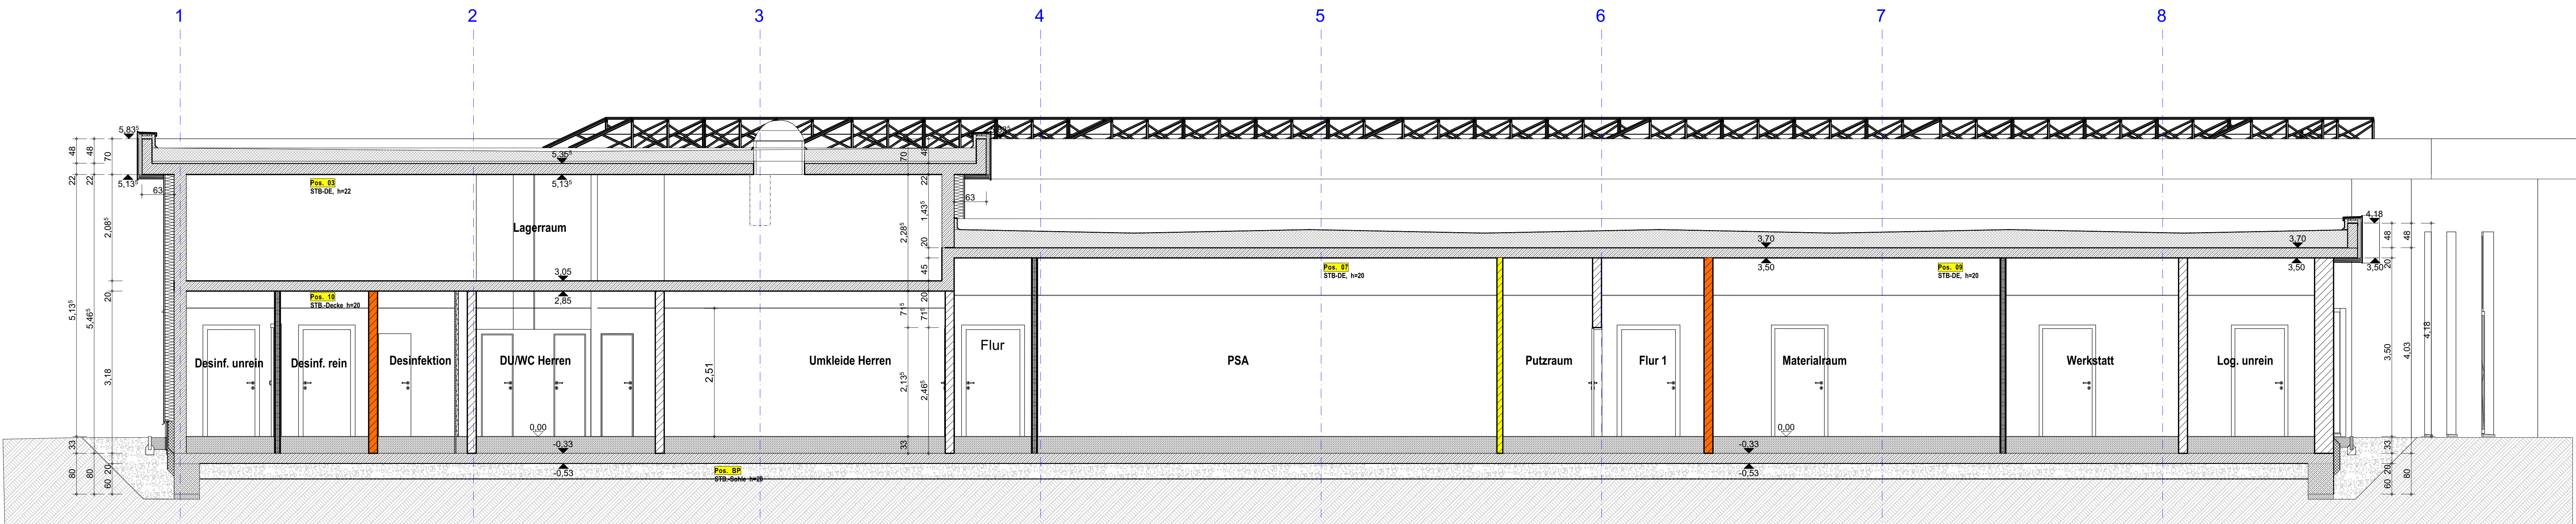 1 2 3 4 5 6 7 8
5,83⁵
5,13⁵
63
48
22
5,13⁵
33
80
48
22
5,46⁵
80
70
2,08⁵
20
3,18
20
60
5,35⁵
5,13⁵
Pos. 03
STB-DE, h=22
Lagerraum
3,05
2,85
Pos. 10
STB.-Decke h=20
Desinf. unrein
Desinf. rein
Desinfektion
DU/WC Herren
Umkleide Herren
2,51
0,00
-0,33
-0,53
Pos. BP
STB.-Sohle h=20
70
2,28⁵
71⁵
2,13⁵
33
48
22
1,43⁵
20
45
20
71⁵
2,46⁵
63
Flur
PSA
Pos. 07
STB-DE, h=20
Putzraum
Flur 1
3,70
3,50
Materialraum
0,00
-0,33
-0,53
Pos. 09
STB-DE, h=20
Werkstatt
Log. unrein
3,70
3,50
4,18
3,50
48
20
3,50
33
20
60
48
4,03
80
4,18